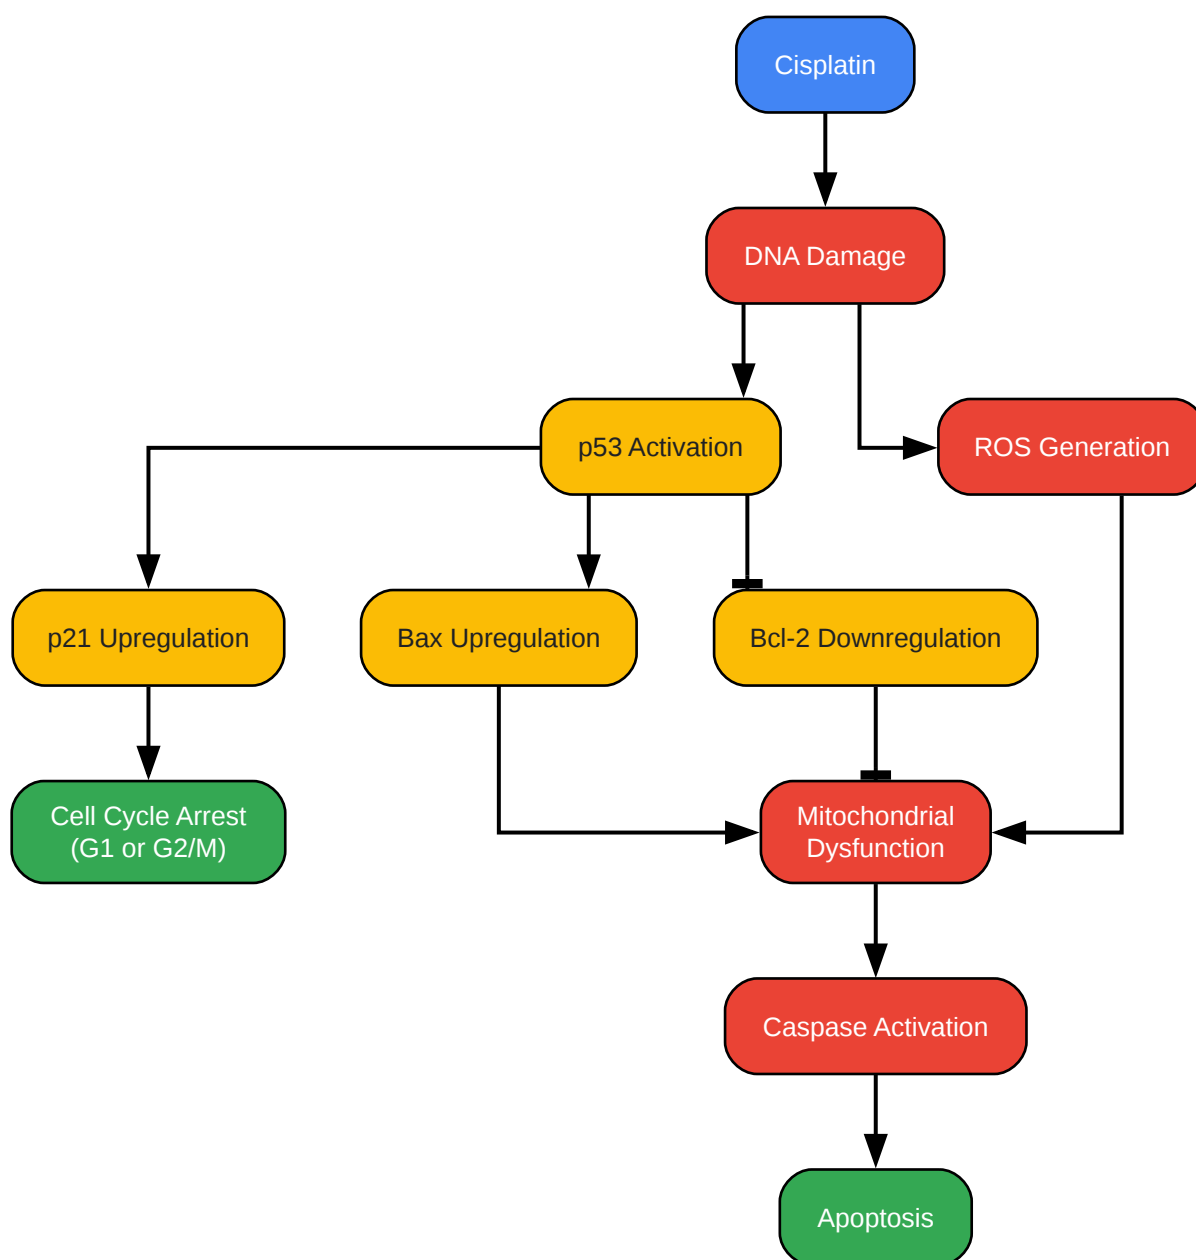 Cisplatin
DNA Damage
p53 Activation
ROS Generation
p21 Upregulation
Bax Upregulation
Bcl-2 Downregulation
Cell Cycle Arrest
(G1 or G2/M)
Mitochondrial
Dysfunction
Caspase Activation
Apoptosis